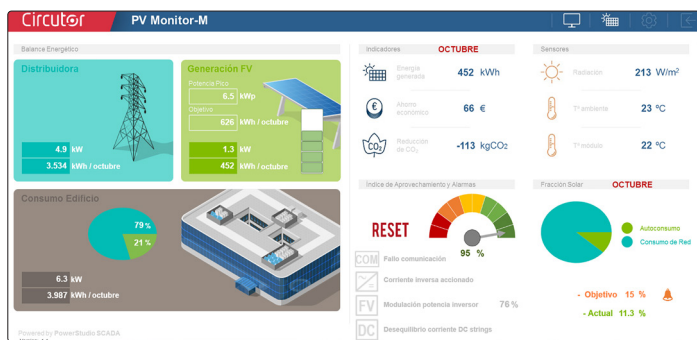 Circutor
PV Monitor-M
Balance Energético
Distribuidora
4.9 kW
3.534 kWh / octubre
Generación FV
Potencia Pico
6.5 kWp
Objetivo
626 kWh / octubre
1.3 kW
452 kWh / octubre
Consumo Edificio
79 %
21 %
6.3 kW
3.987 kWh / octubre
Powered by PowerStudio SCADA
Indicadores
OCTUBRE
Energía
generada
452 kWh
€
Ahorro
económico
66 €
CO2
Reducción
de CO2
-113 kgCO2
Sensores
Radiación
213 W/m²
Tª ambiente
23 ºC
Tª módulo
22 ºC
Indice de Aprovechamiento y Alarmas
RESET
95 %
COM Fallo comunicación
Corriente inversa accionado
FV Modulación potencia inversor 76 %
DC Desequilibrio corriente DC strings
Fracción Solar
OCTUBRE
Autoconsumo
Consumo de Red
- Objetivo 15 %
- Actual 11.3 %